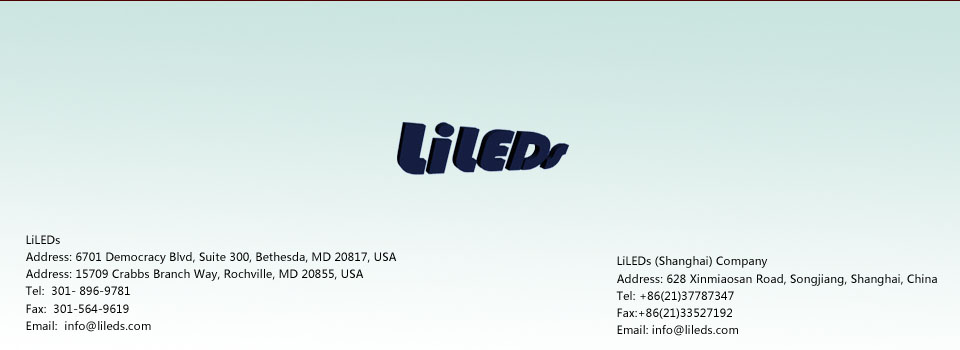 LiLEDs
LiLEDs
Address: 6701 Democracy Blvd, Suite 300, Bethesda, MD 20817, USA
Address: 15709 Crabbs Branch Way, Rochville, MD 20855, USA
Tel:  301- 896-9781
Fax:  301-564-9619
Email:  info@lileds.com
LiLEDs (Shanghai) Company
Address: 628 Xinmiaosan Road, Songjiang, Shanghai, China
Tel: +86(21)37787347
Fax:+86(21)33527192
Email: info@lileds.com